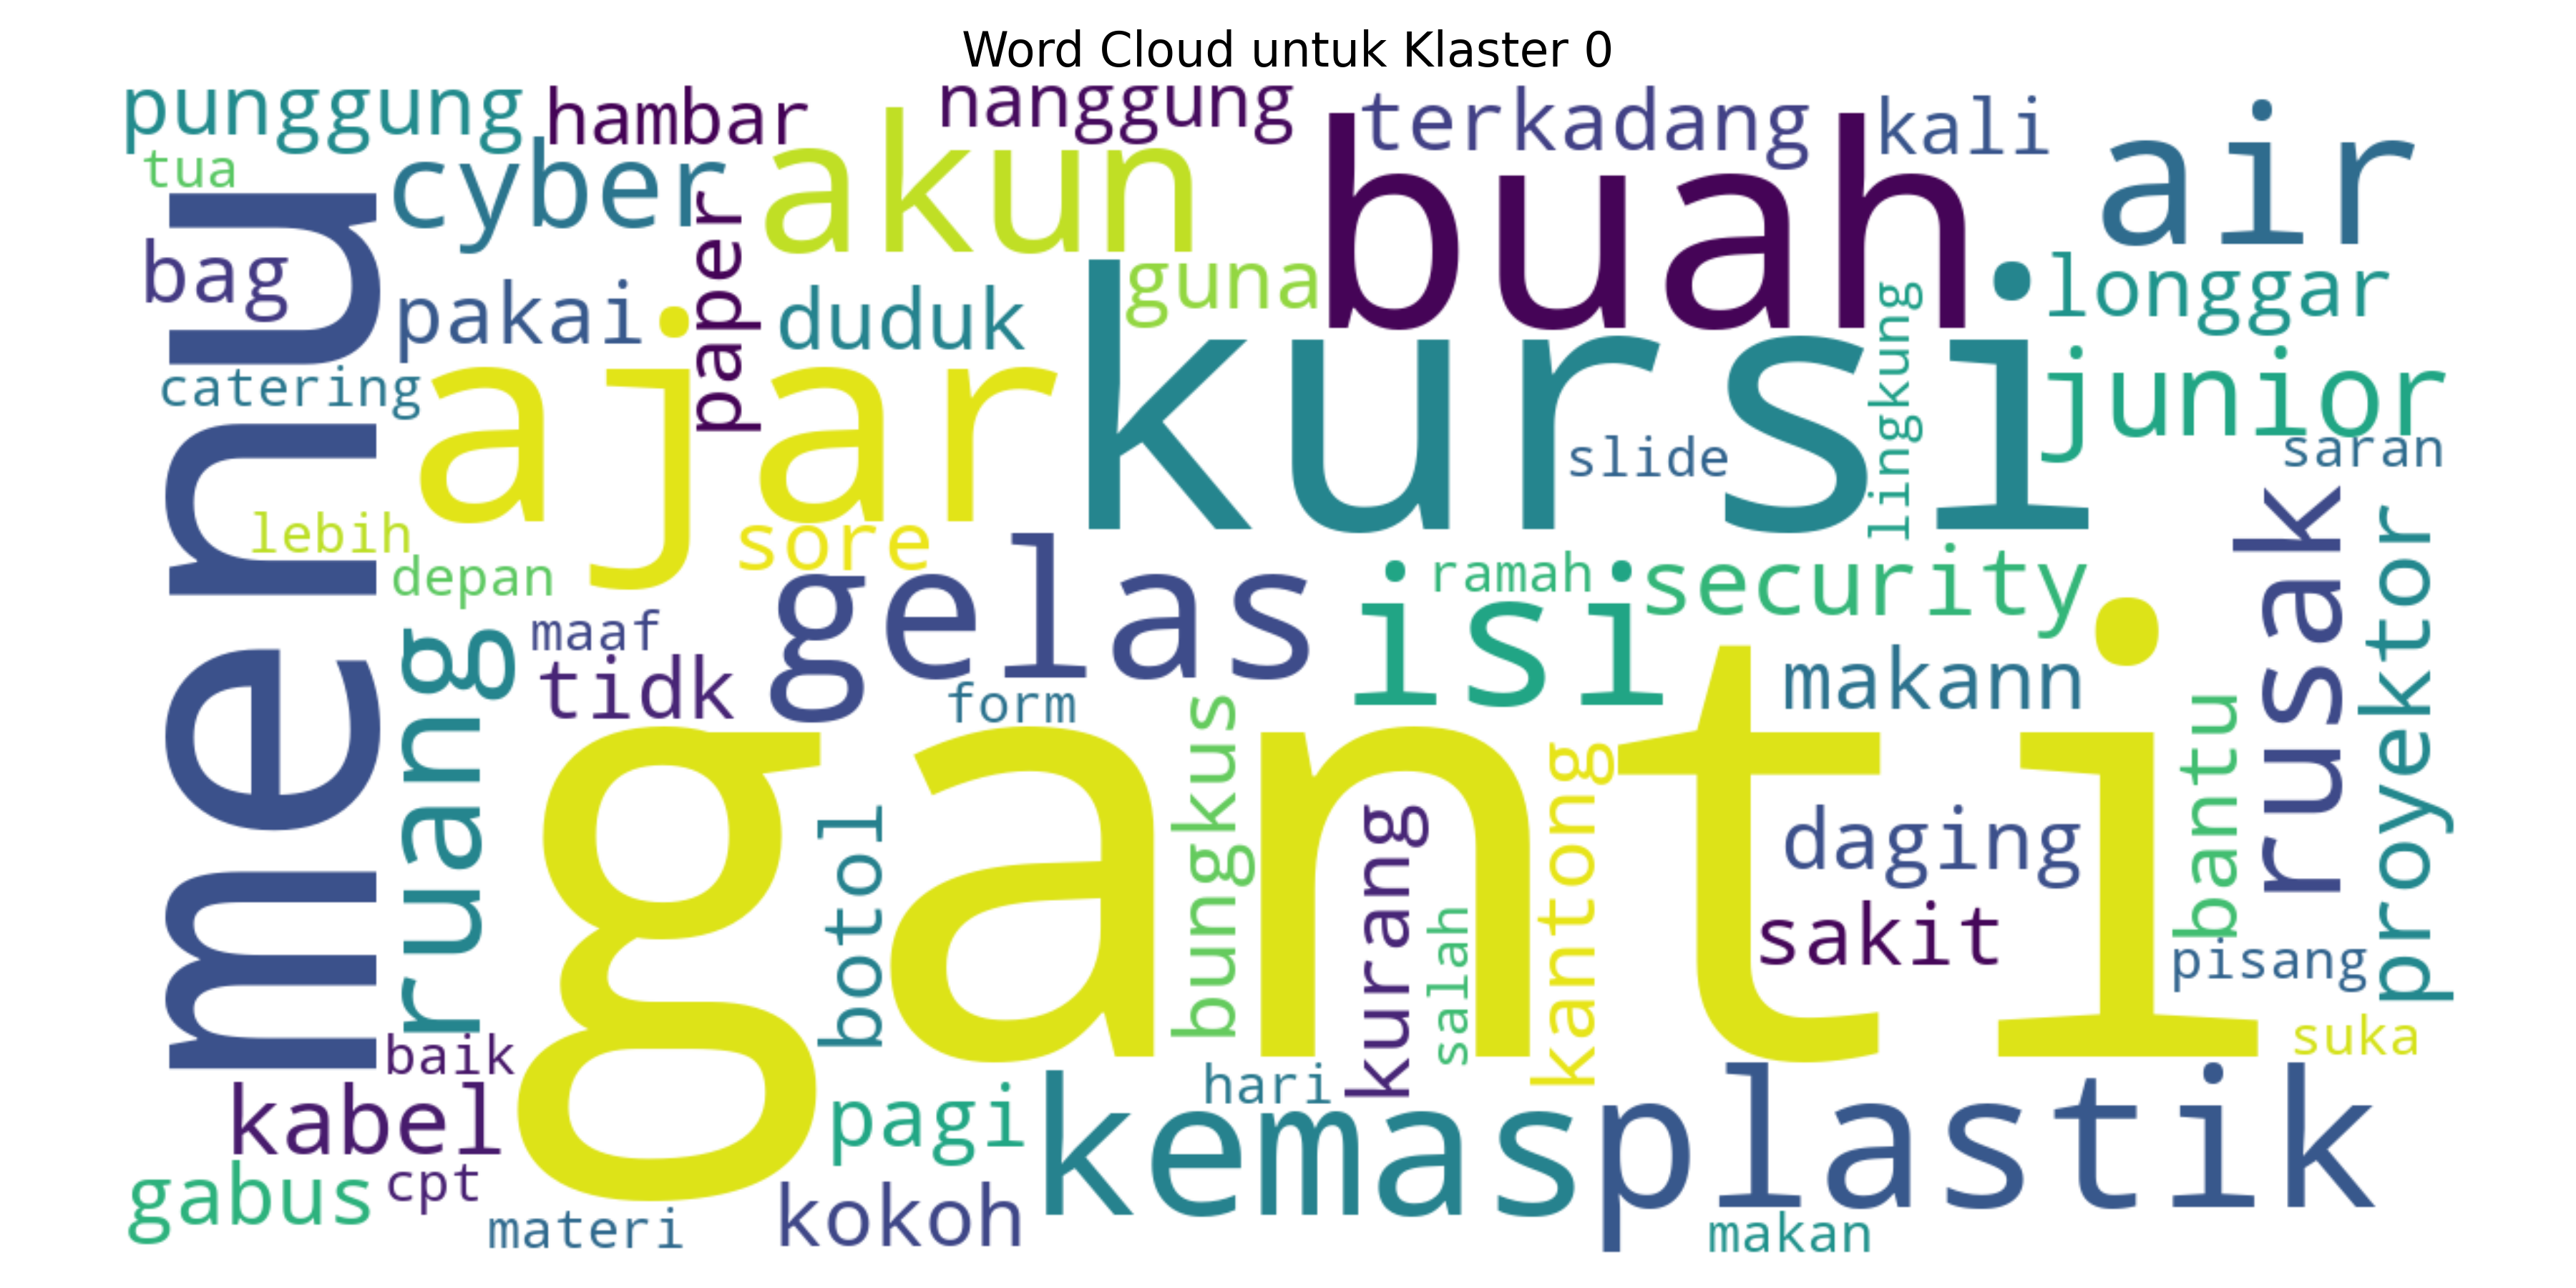 Word Cloud untuk Klaster 0
punggung
hambar
nanggung
terkadang
kali
air
tua
cyber
akun
buah
bag
paper
pakai
duduk
guna
longgar
menu
catering
ajar
kursi
lingkung
junior
slide
saran
lebih
sore
depan
gelas
isi
ramah
security
rusak
proyektor
maaf
tidk
form
makann
ruang
ganti
botol
bungkus
kurang
salah
kantong
daging
sakit
bantu
pisang
suka
baik
kabel
pagi
hari
kemas
plastik
gabus
cpt
materi
kokoh
makan